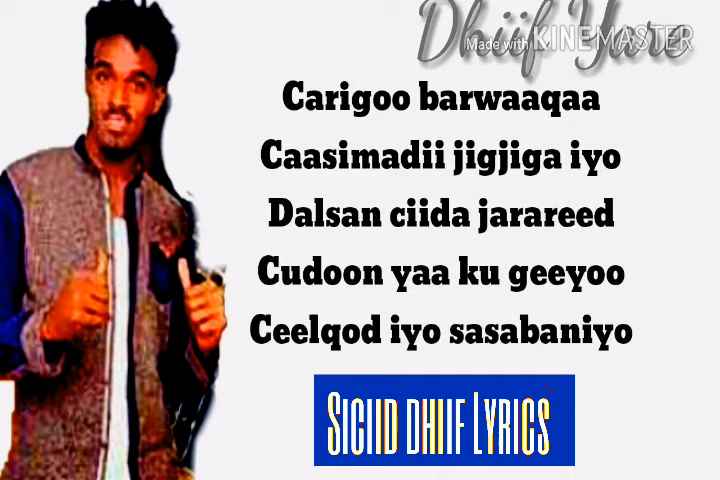 Dhiif Yare
Made with KINEMASTER
Carigoo barwaaqaa
Caasimadii jigjiga iyo
Dalsan ciida jarareed
Cudoon yaa ku geeyoo
Ceelqod iyo sasabaniyo
SICIID DHIIF LYRICS